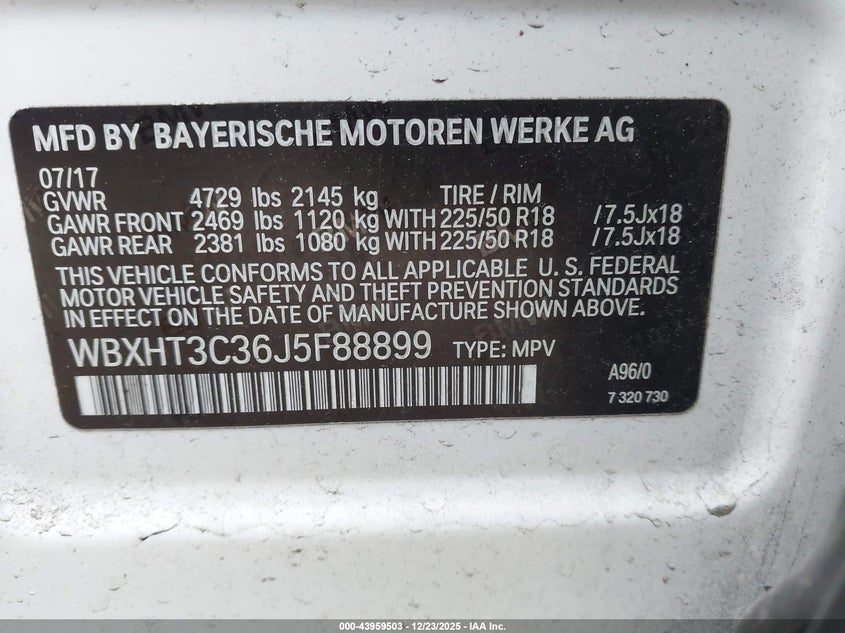 MFD BY BAYERISCHE MOTOREN WERKE AG
07/17
GVWR 4729 lbs 2145 kg TIRE / RIM
GAWR FRONT 2469 lbs 1120 kg WITH 225/50 R18 /7.5Jx18
GAWR REAR 2381 lbs 1080 kg WITH 225/50 R18 /7.5Jx18
THIS VEHICLE CONFORMS TO ALL APPLICABLE U. S. FEDERAL
MOTOR VEHICLE SAFETY AND THEFT PREVENTION STANDARDS
IN EFFECT ON THE DATE OF MANUFACTURE SHOWN ABOVE.
WBXHT3C36J5F88899 TYPE: MPV
A96/0
7 320 730
000-43959503 | 12/23/2025 | IAA Inc.